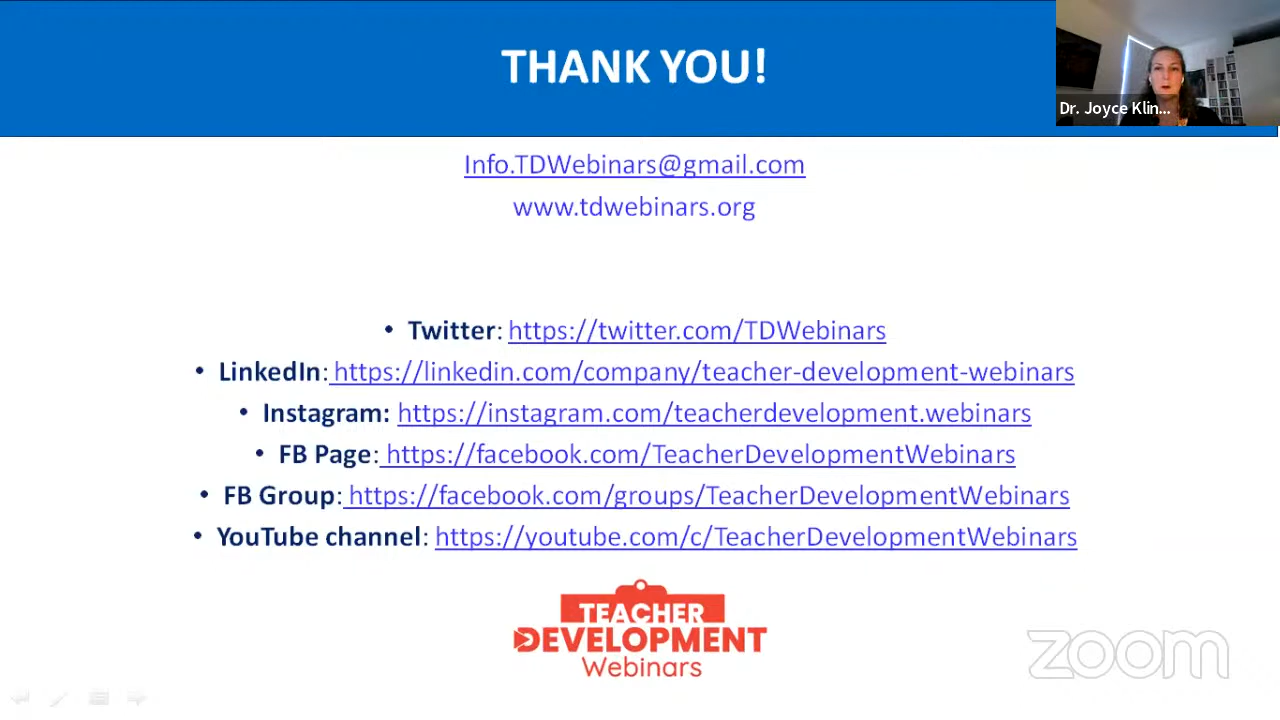 THANK YOU!
Dr. Joyce Klin...
Info.TDWebinars@gmail.com
www.tdwebinars.org
• Twitter: https://twitter.com/TDWebinars
• LinkedIn: https://linkedin.com/company/teacher-development-webinars
• Instagram: https://instagram.com/teacherdevelopment.webinars
• FB Page: https://facebook.com/TeacherDevelopmentWebinars
• FB Group: https://facebook.com/groups/TeacherDevelopmentWebinars
• YouTube channel: https://youtube.com/c/TeacherDevelopmentWebinars
TEACHER
DEVELOPMENT
Webinars
zoom